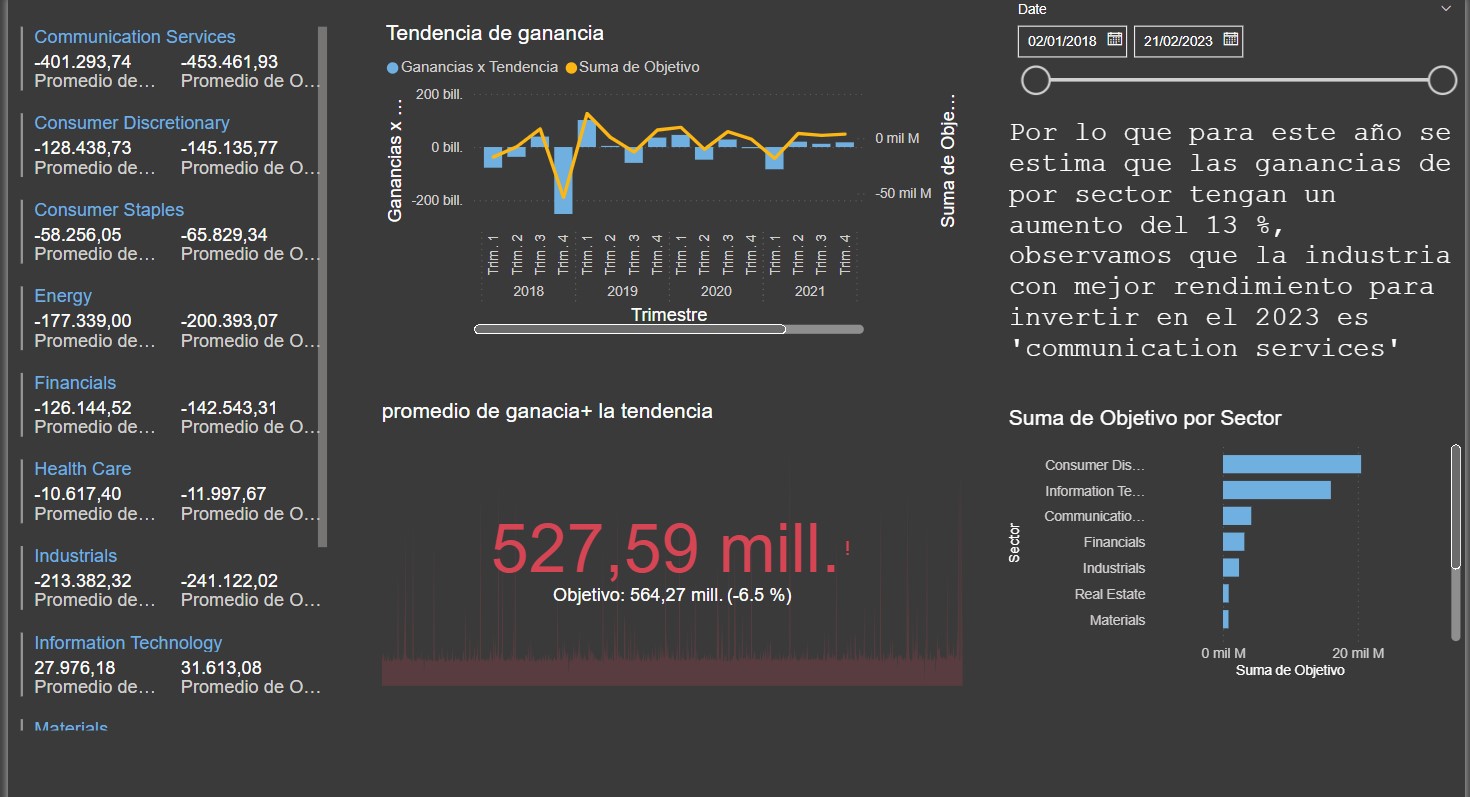 Communication Services
-401.293,74 -453.461,93
Promedio de... Promedio de O...
Consumer Discretionary
-128.438,73 -145.135,77
Promedio de... Promedio de O...
Consumer Staples
-58.256,05 -65.829,34
Promedio de... Promedio de O...
Energy
-177.339,00 -200.393,07
Promedio de... Promedio de O...
Financials
-126.144,52 -142.543,31
Promedio de... Promedio de O...
Health Care
-10.617,40 -11.997,67
Promedio de... Promedio de O...
Industrials
-213.382,32 -241.122,02
Promedio de... Promedio de O...
Information Technology
27.976,18 31.613,08
Promedio de... Promedio de O...
Materials
Tendencia de ganancia
Ganancias x Tendencia Suma de Objetivo
Ganancias x ...
200 bill.
0 bill.
-200 bill.
0 mil M
-50 mil M
Suma de Obje...
Trim. 1 Trim. 2 Trim. 3 Trim. 4 Trim. 1 Trim. 2 Trim. 3 Trim. 4 Trim. 1 Trim. 2 Trim. 3 Trim. 4 Trim. 1 Trim. 2 Trim. 3 Trim. 4
2018 2019 2020 2021
Trimestre
promedio de ganacia+ la tendencia
527,59 mill. !
Objetivo: 564,27 mill. (-6.5 %)
Date
02/01/2018 21/02/2023
Por lo que para este año se
estima que las ganancias de
por sector tengan un
aumento del 13 %,
observamos que la industria
con mejor rendimiento para
invertir en el 2023 es
'communication services'
Suma de Objetivo por Sector
Sector
Consumer Dis...
Information Te...
Communicatio...
Financials
Industrials
Real Estate
Materials
0 mil M 20 mil M
Suma de Objetivo